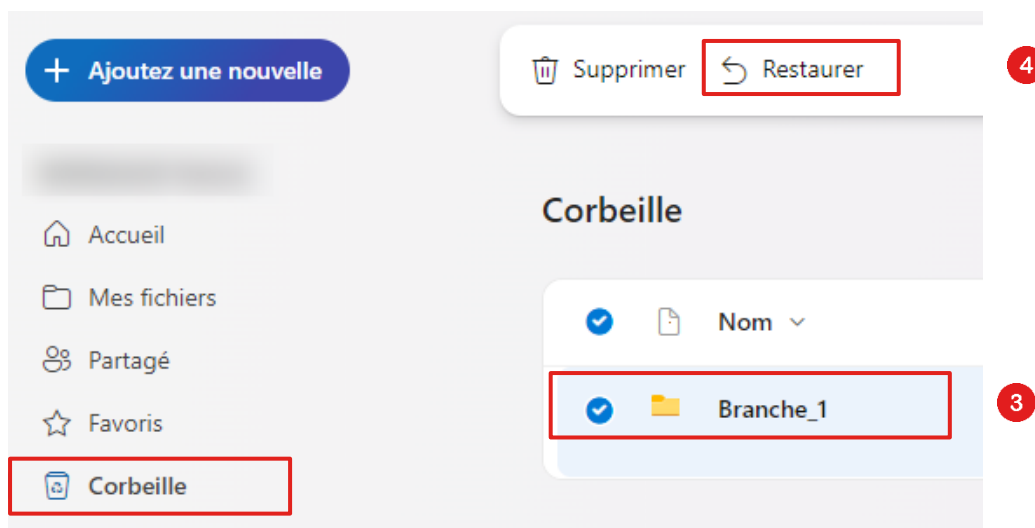 Ajoutez une nouvelle
Supprimer
Restaurer
4
Accueil
Mes fichiers
Partagé
Favoris
Corbeille
Corbeille
Nom
Branche_1
3